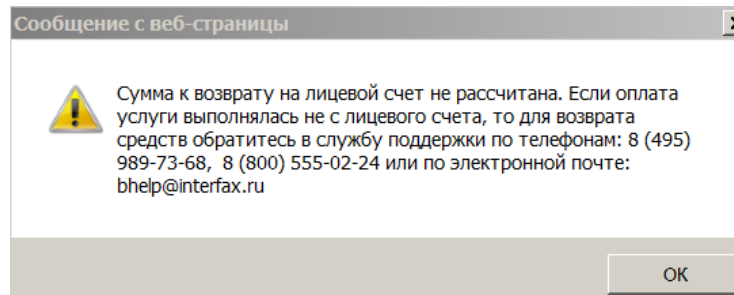 Сообщение с веб-страницы
Сумма к возврату на лицевой счет не рассчитана. Если оплата
услуги выполнялась не с лицевого счета, то для возврата
средств обратитесь в службу поддержки по телефонам: 8 (495)
989-73-68, 8 (800) 555-02-24 или по электронной почте:
bhelp@interfax.ru
ОК